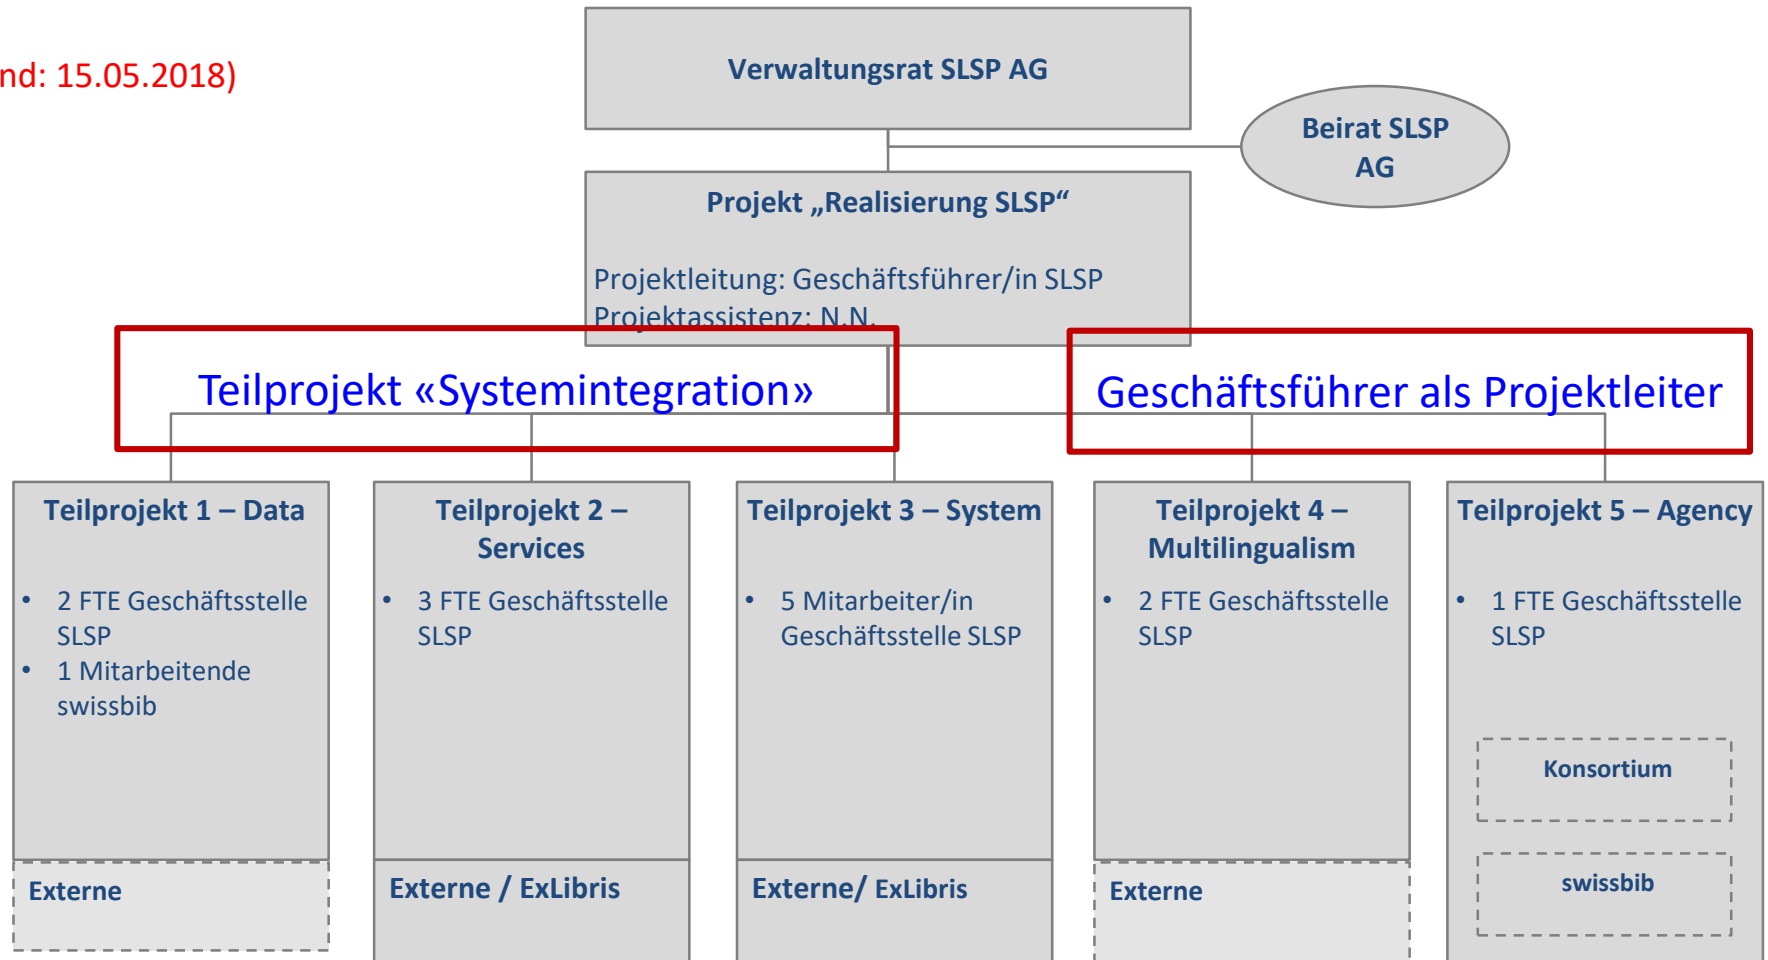 nd: 15.05.2018)
Verwaltungsrat SLSP AG
Beirat SLSP
AG
Projekt „Realisierung SLSP“
Projektleitung: Geschäftsführer/in SLSP
Projektassistenz: N.N.
Teilprojekt «Systemintegration»
Geschäftsführer als Projektleiter
Teilprojekt 1 – Data
• 2 FTE Geschäftsstelle
SLSP
• 1 Mitarbeitende
swissbib
Externe
Teilprojekt 2 –
Services
• 3 FTE Geschäftsstelle
SLSP
Externe / ExLibris
Teilprojekt 3 – System
• 5 Mitarbeiter/in
Geschäftsstelle SLSP
Externe/ ExLibris
Teilprojekt 4 –
Multilingualism
• 2 FTE Geschäftsstelle
SLSP
Externe
Teilprojekt 5 – Agency
• 1 FTE Geschäftsstelle
SLSP
Konsortium
swissbib